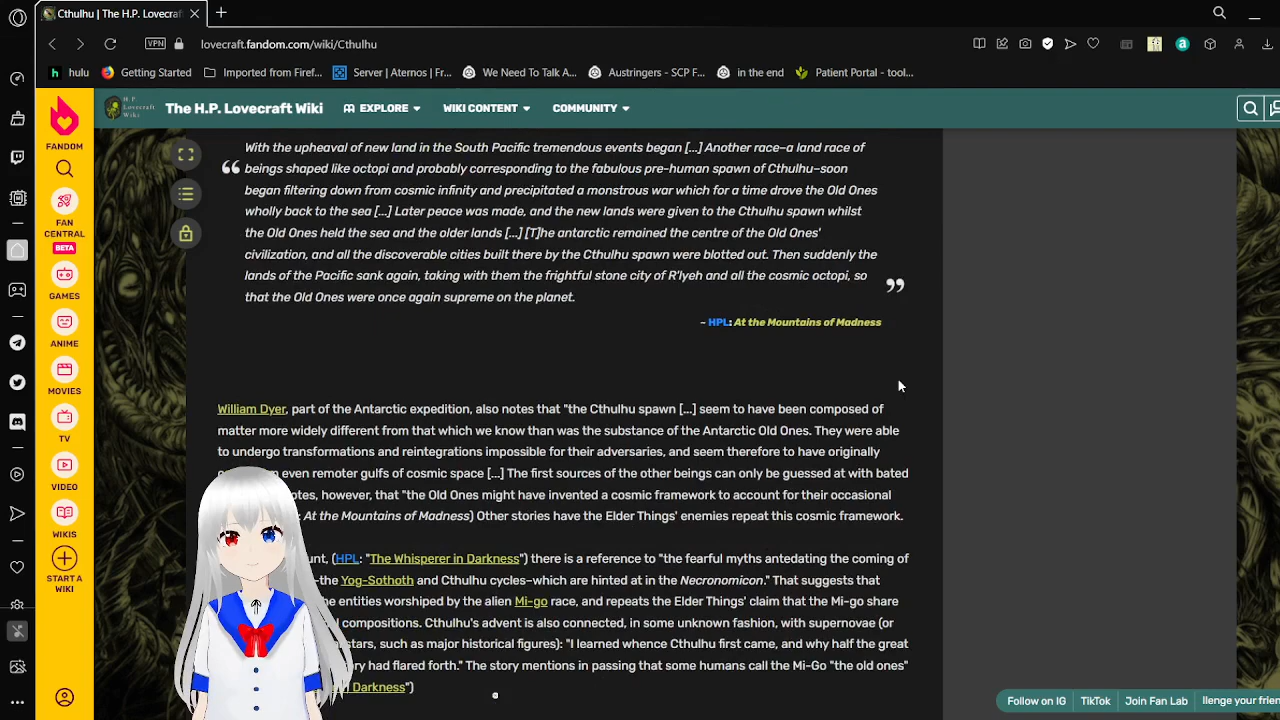 Cthulhu | The H.P. Lovecraf
VPN
lovecraft.fandom.com/wiki/Cthulhu
hulu
Getting Started
Imported from Firef...
Server | Aternos | Fr...
We Need To Talk A...
Austringers - SCP F...
in the end
Patient Portal - tool...
H.P. Lovecraft Wiki
The H.P. Lovecraft Wiki
EXPLORE
WIKI CONTENT
COMMUNITY
FANDOM
FAN CENTRAL
BETA
GAMES
ANIME
MOVIES
TV
VIDEO
WIKIS
START A WIKI
With the upheaval of new land in the South Pacific tremendous events began [...] Another race–a land race of
“ beings shaped like octopi and probably corresponding to the fabulous pre-human spawn of Cthulhu–soon
began filtering down from cosmic infinity and precipitated a monstrous war which for a time drove the Old Ones
wholly back to the sea [...] Later peace was made, and the new lands were given to the Cthulhu spawn whilst
the Old Ones held the sea and the older lands [...] [T]he antarctic remained the centre of the Old Ones'
civilization, and all the discoverable cities built there by the Cthulhu spawn were blotted out. Then suddenly the
lands of the Pacific sank again, taking with them the frightful stone city of R'lyeh and all the cosmic octopi, so
that the Old Ones were once again supreme on the planet. ”
– HPL: At the Mountains of Madness
William Dyer, part of the Antarctic expedition, also notes that "the Cthulhu spawn [...] seem to have been composed of
matter more widely different from that which we know than was the substance of the Antarctic Old Ones. They were able
to undergo transformations and reintegrations impossible for their adversaries, and seem therefore to have originally
even remoter gulfs of cosmic space [...] The first sources of the other beings can only be guessed at with bated
otes, however, that "the Old Ones might have invented a cosmic framework to account for their occasional
: At the Mountains of Madness) Other stories have the Elder Things' enemies repeat this cosmic framework.
unt, (HPL: "The Whisperer in Darkness") there is a reference to "the fearful myths antedating the coming of
–the Yog-Sothoth and Cthulhu cycles–which are hinted at in the Necronomicon." That suggests that
e entities worshiped by the alien Mi-go race, and repeats the Elder Things' claim that the Mi-go share
l compositions. Cthulhu's advent is also connected, in some unknown fashion, with supernovae (or
stars, such as major historical figures): "I learned whence Cthulhu first came, and why half the great
ry had flared forth." The story mentions in passing that some humans call the Mi-Go "the old ones"
n Darkness")
Follow on IG
TikTok
Join Fan Lab
llenge your frien